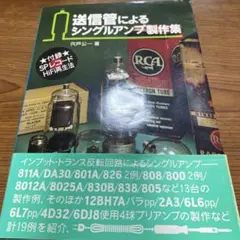 送信管による
シングルアンプ製作集
宍戸公一 著
★付録★
SPレコード
HiFi再生法
RCA
ELECTRON TUBE
インプット・トランス反転回路によるシングルアンプ―
811A/DA30/801A/826 2例/808/800 2例/
8012A/8025A/830B/838/805など13台の
製作例,そのほか12BH7Aパラpp/2A3/6L6pp/
6L7pp/4D32/6DJ8使用4球プリアンプの製作など
計19例を紹介。